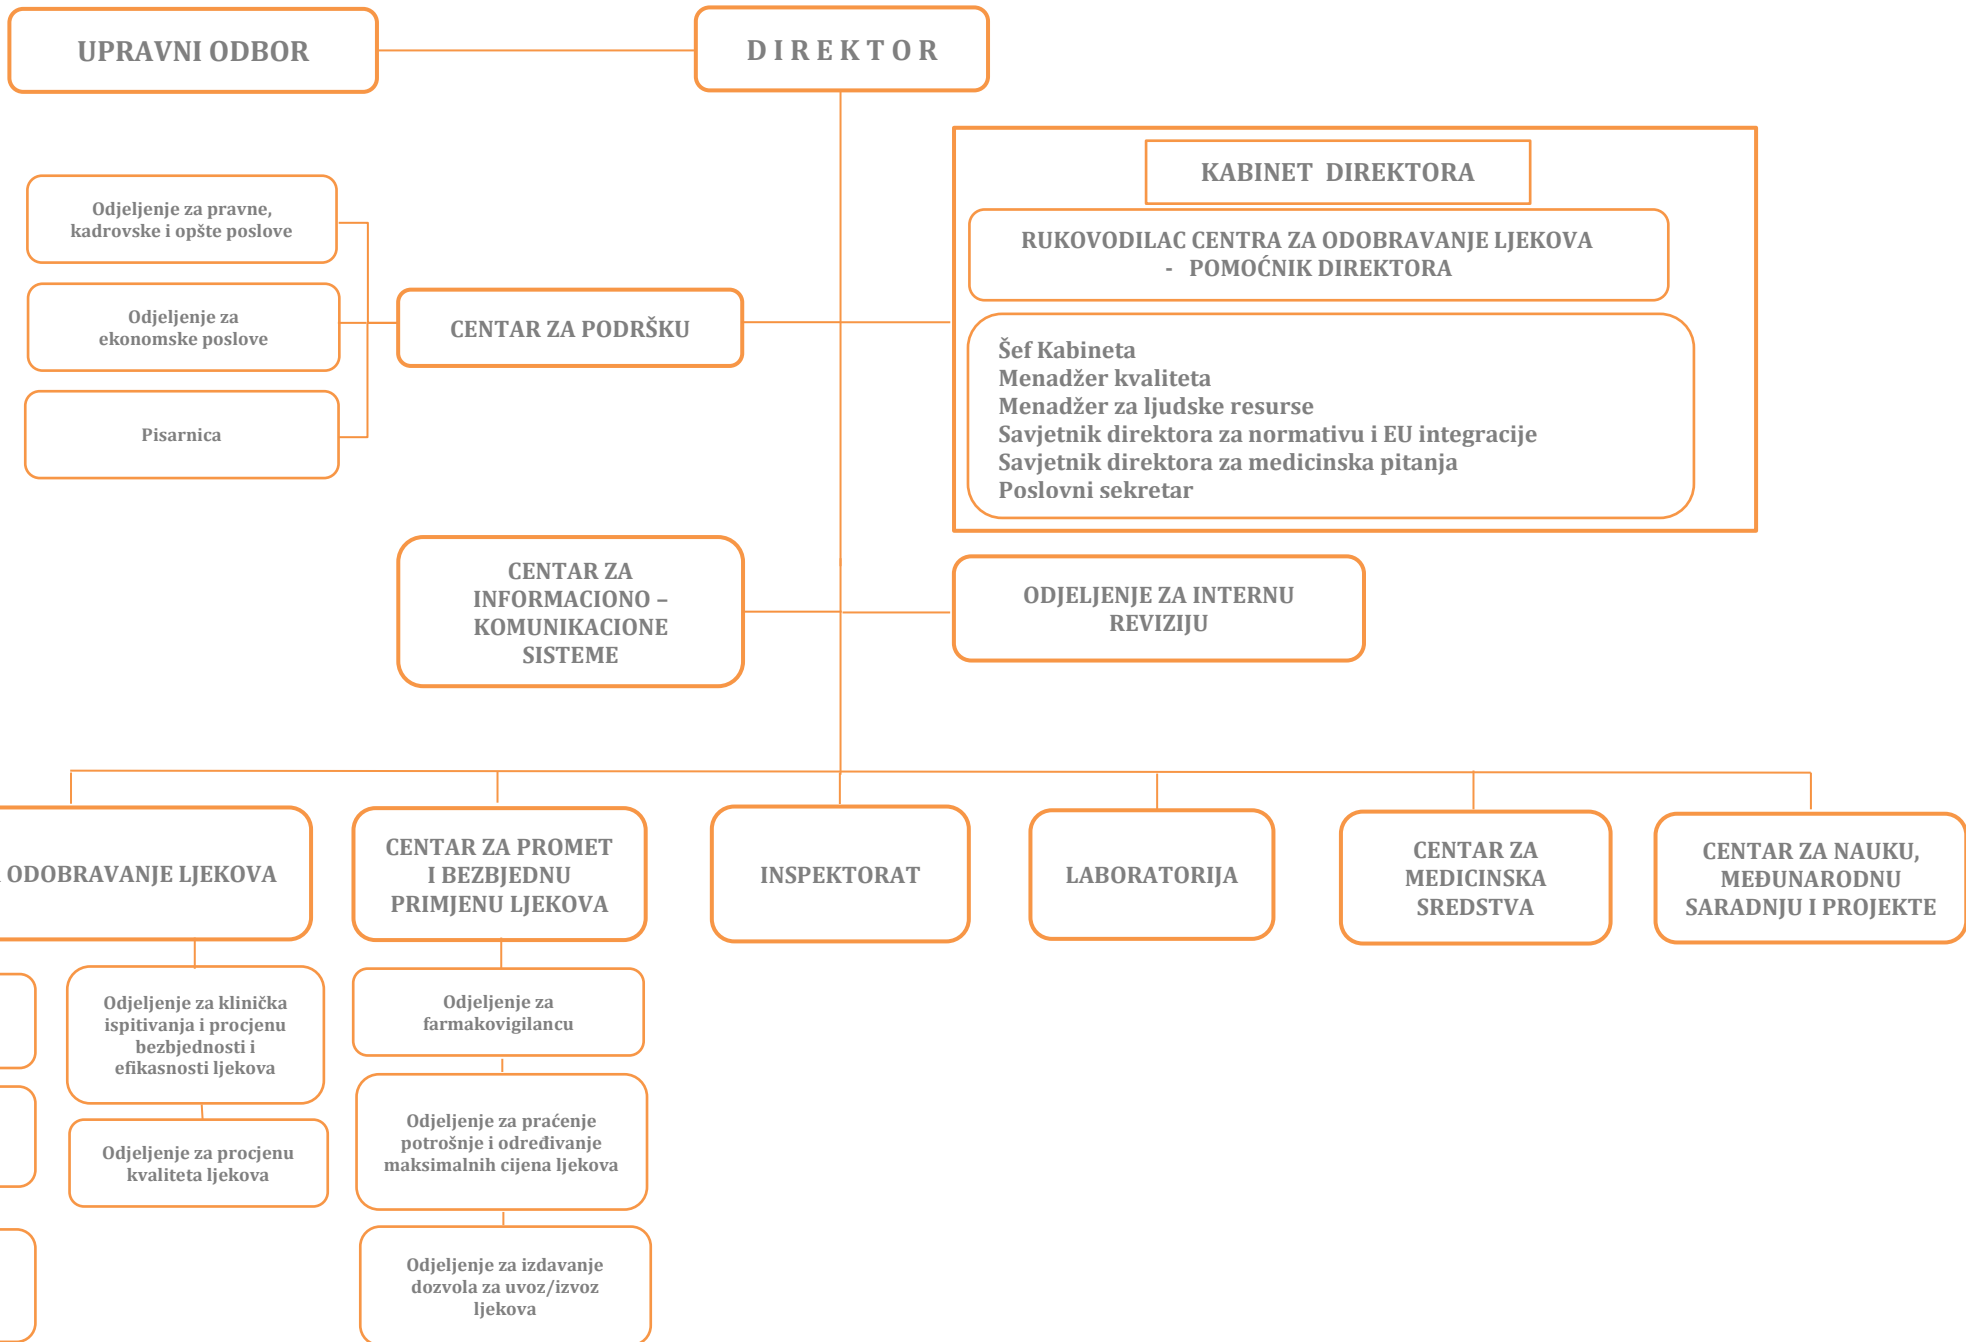 UPRAVNI ODBOR
D I R E K T O R
KABINET DIREKTORA
RUKOVODILAC CENTRA ZA ODOBRAVANJE LJEKOVA
- POMOĆNIK DIREKTORA
Šef Kabineta
Menadžer kvaliteta
Menadžer za ljudske resurse
Savjetnik direktora za normativu i EU integracije
Savjetnik direktora za medicinska pitanja
Poslovni sekretar
Odjeljenje za pravne,
kadrovske i opšte poslove
Odjeljenje za
ekonomske poslove
Pisarnica
CENTAR ZA PODRŠKU
CENTAR ZA
INFORMACIONO –
KOMUNIKACIONE
SISTEME
ODJELJENJE ZA INTERNU
REVIZIJU
ODOBRAVANJE LJEKOVA
CENTAR ZA PROMET
I BEZBJEDNU
PRIMJENU LJEKOVA
INSPEKTORAT
LABORATORIJA
CENTAR ZA
MEDICINSKA
SREDSTVA
CENTAR ZA NAUKU,
MEĐUNARODNU
SARADNJU I PROJEKTE
Odjeljenje za klinička
ispitivanja i procjenu
bezbjednosti i
efikasnosti ljekova
Odjeljenje za procjenu
kvaliteta ljekova
Odjeljenje za
farmakovigilancu
Odjeljenje za praćenje
potrošnje i određivanje
maksimalnih cijena ljekova
Odjeljenje za izdavanje
dozvola za uvoz/izvoz
ljekova